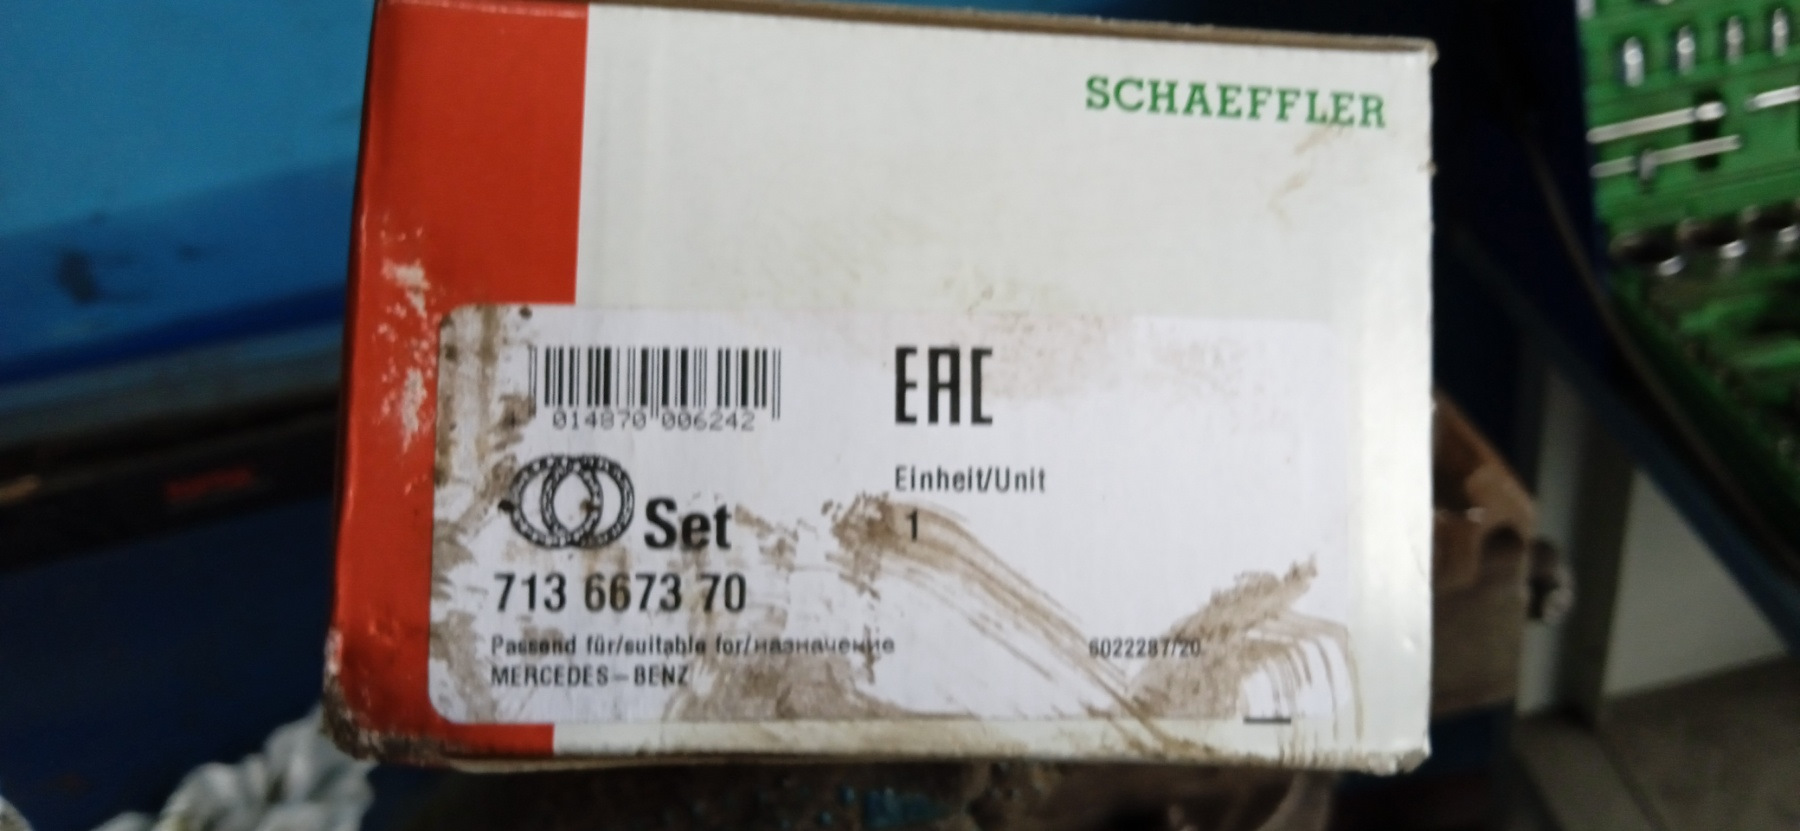 SCHAEFFLER
014870 006242
EAC
Einheit/Unit
1
Set
713 6673 70
Passend für/suitable for/назначение
MERCEDES-BENZ
6022287/20